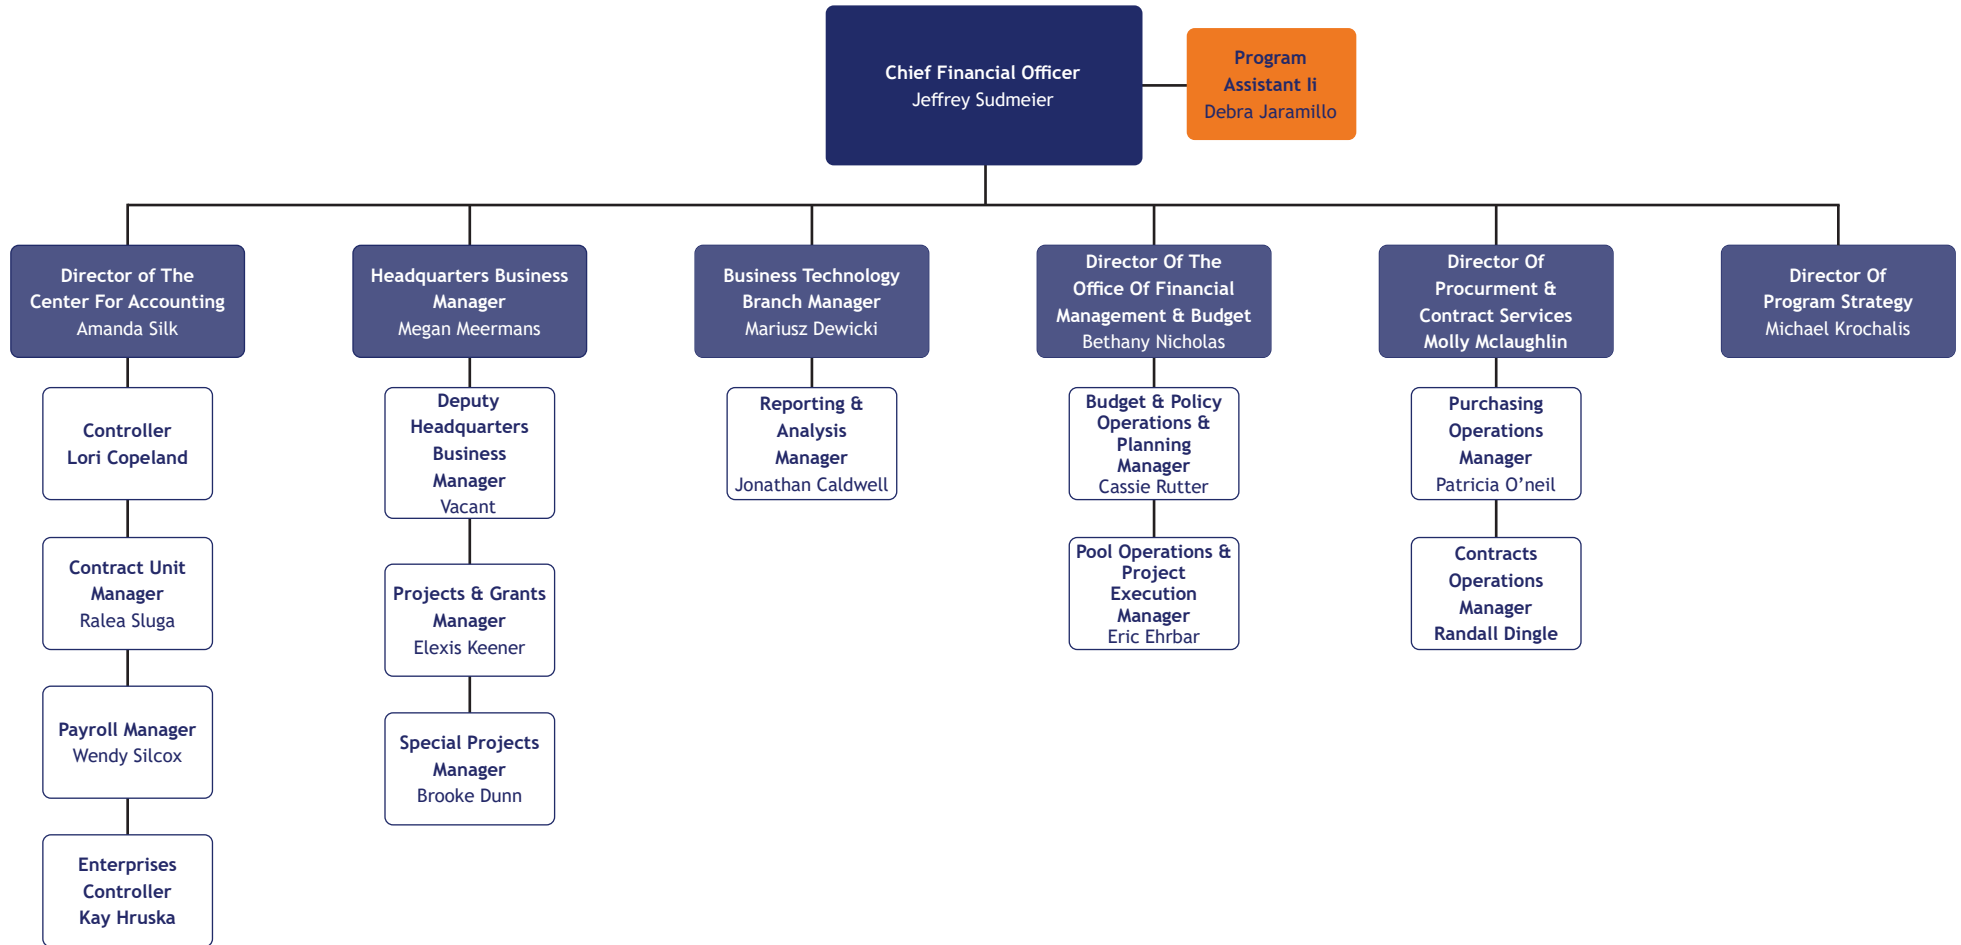 Chief Financial Officer
Jeffrey Sudmeier
Program
Assistant Ii
Debra Jaramillo
Director of The
Center For Accounting
Amanda Silk
Headquarters Business
Manager
Megan Meermans
Business Technology
Branch Manager
Mariusz Dewicki
Director Of The
Office Of Financial
Management & Budget
Bethany Nicholas
Director Of
Procurment &
Contract Services
Molly Mclaughlin
Director Of
Program Strategy
Michael Krochalis
Controller
Lori Copeland
Deputy
Headquarters
Business
Manager
Vacant
Reporting &
Analysis
Manager
Jonathan Caldwell
Budget & Policy
Operations &
Planning
Manager
Cassie Rutter
Purchasing
Operations
Manager
Patricia O’neil
Contract Unit
Manager
Ralea Sluga
Projects & Grants
Manager
Elexis Keener
Pool Operations &
Project
Execution
Manager
Eric Ehrbar
Contracts
Operations
Manager
Randall Dingle
Payroll Manager
Wendy Silcox
Special Projects
Manager
Brooke Dunn
Enterprises
Controller
Kay Hruska